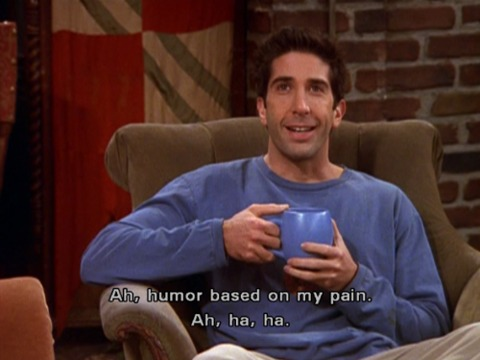 Ah, humor based on my pain.
Ah, ha, ha.